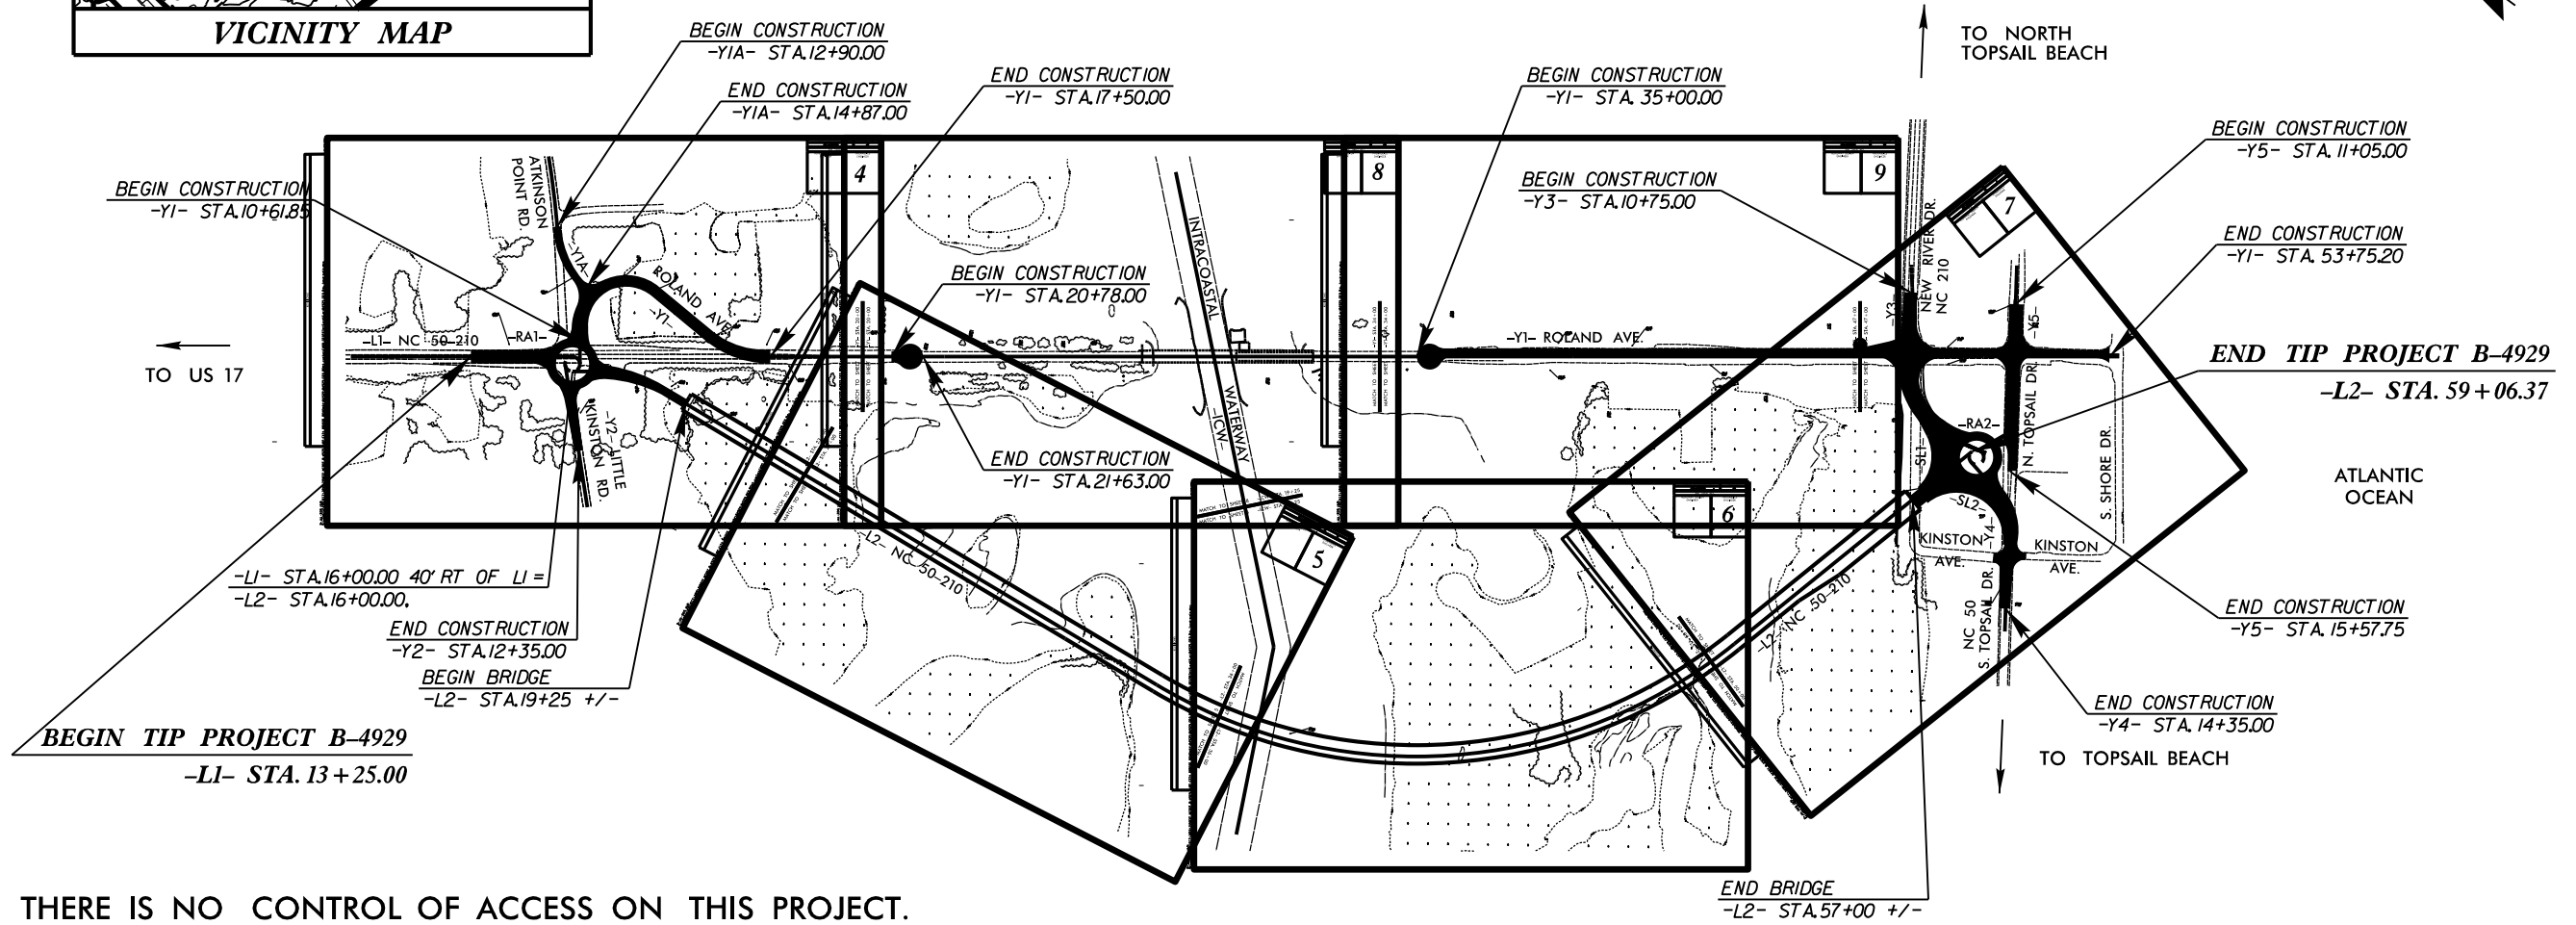 VICINITY MAP
BEGIN CONSTRUCTION
-Y1A- STA.12+90.00
END CONSTRUCTION
-Y1A- STA.14+87.00
END CONSTRUCTION
-Y1- STA.17+50.00
BEGIN CONSTRUCTION
-Y1- STA. 35+00.00
TO NORTH
TOPSAIL BEACH
BEGIN CONSTRUCTION
-Y5- STA. 11+05.00
BEGIN CONSTRUCTION
-Y1- STA.10+61.85
ATKINSON
POINT RD.
4
8
9
7
BEGIN CONSTRUCTION
-Y3- STA.10+75.00
END CONSTRUCTION
-Y1- STA. 53+75.20
BEGIN CONSTRUCTION
-Y1- STA.20+78.00
-Y1A-
ROLAND AVE.
-Y1-
INTRACOASTAL
WATERWAY
-ICW-
NEW RIVER DR.
NC 210
-Y3-
-Y5-
-L1- NC 50-210
-RA1-
-Y1- ROLAND AVE.
TO US 17
END TIP PROJECT B-4929
-L2- STA. 59+06.37
-Y2- LITTLE
KINSTON RD.
END CONSTRUCTION
-Y1- STA.21+63.00
-RA2-
-SL1-
N. TOPSAIL DR.
S. SHORE DR.
ATLANTIC
OCEAN
-SL2-
-Y4-
5
6
KINSTON
AVE.
KINSTON
AVE.
-L2- NC 50-210
-L2- NC 50-210
NC 50
S. TOPSAIL DR.
-L1- STA.16+00.00 40' RT OF L1 =
-L2- STA.16+00.00.
END CONSTRUCTION
-Y2- STA.12+35.00
BEGIN BRIDGE
-L2- STA.19+25 +/-
END CONSTRUCTION
-Y5- STA. 15+57.75
END CONSTRUCTION
-Y4- STA. 14+35.00
TO TOPSAIL BEACH
BEGIN TIP PROJECT B-4929
-L1- STA. 13+25.00
END BRIDGE
-L2- STA.57+00 +/-
THERE IS NO CONTROL OF ACCESS ON THIS PROJECT.